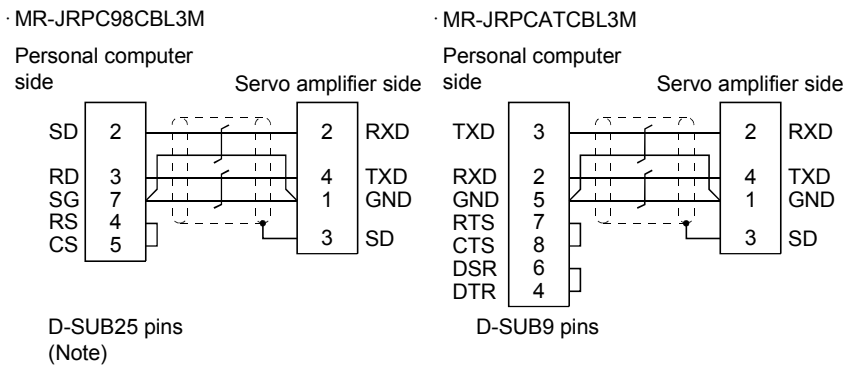 · MR-JRPC98CBL3M
Personal computer
side
Servo amplifier side
SD 2 2 RXD
RD 3 4 TXD
SG 7 1 GND
RS 4
CS 5 3 SD
D-SUB25 pins
(Note)
· MR-JRPCATCBL3M
Personal computer
side
Servo amplifier side
TXD 3 2 RXD
RXD 2 4 TXD
GND 5 1 GND
RTS 7
CTS 8 3 SD
DSR 6
DTR 4
D-SUB9 pins